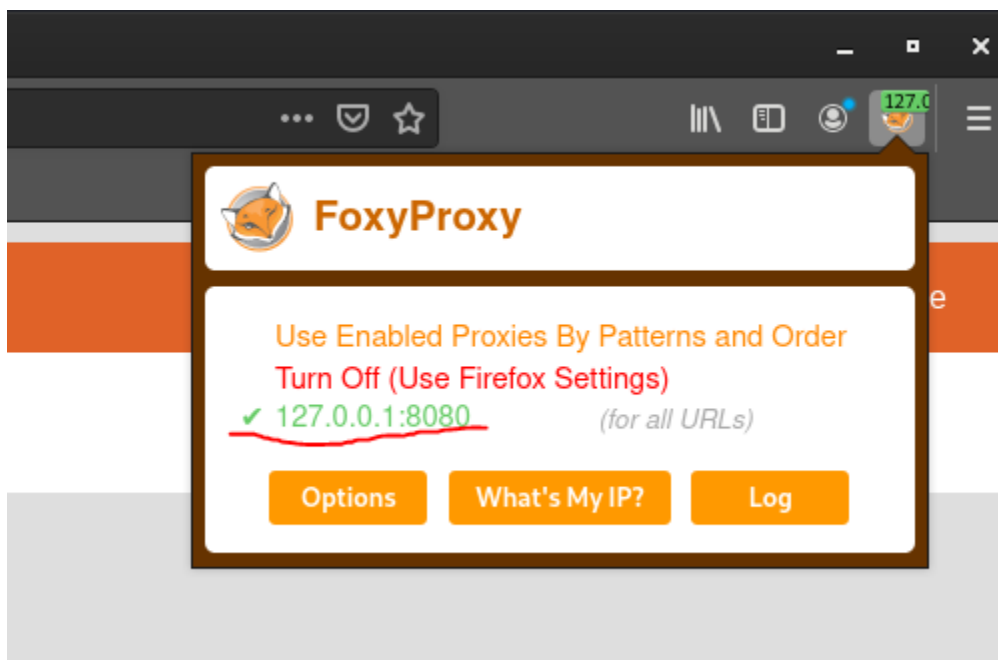 127.0
FoxyProxy
e
Use Enabled Proxies By Patterns and Order
Turn Off (Use Firefox Settings)
✔ 127.0.0.1:8080 (for all URLs)
Options What's My IP? Log